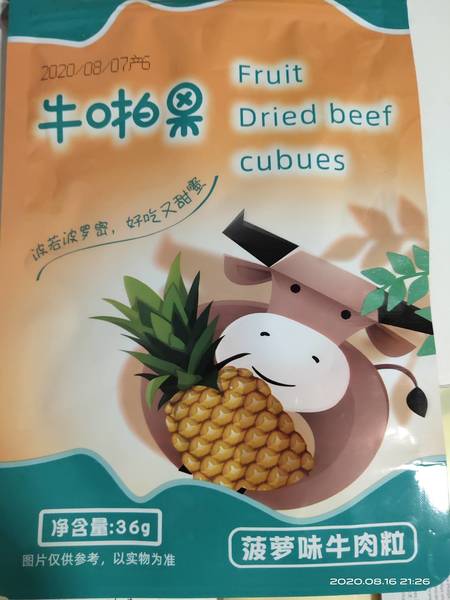 2020/08/07产6
牛啪果
Fruit
Dried beef
cubues
波若波罗蜜，好吃又甜蜜
净含量:36g
图片仅供参考，以实物为准
菠萝味牛肉粒
2020.08.16 21:26